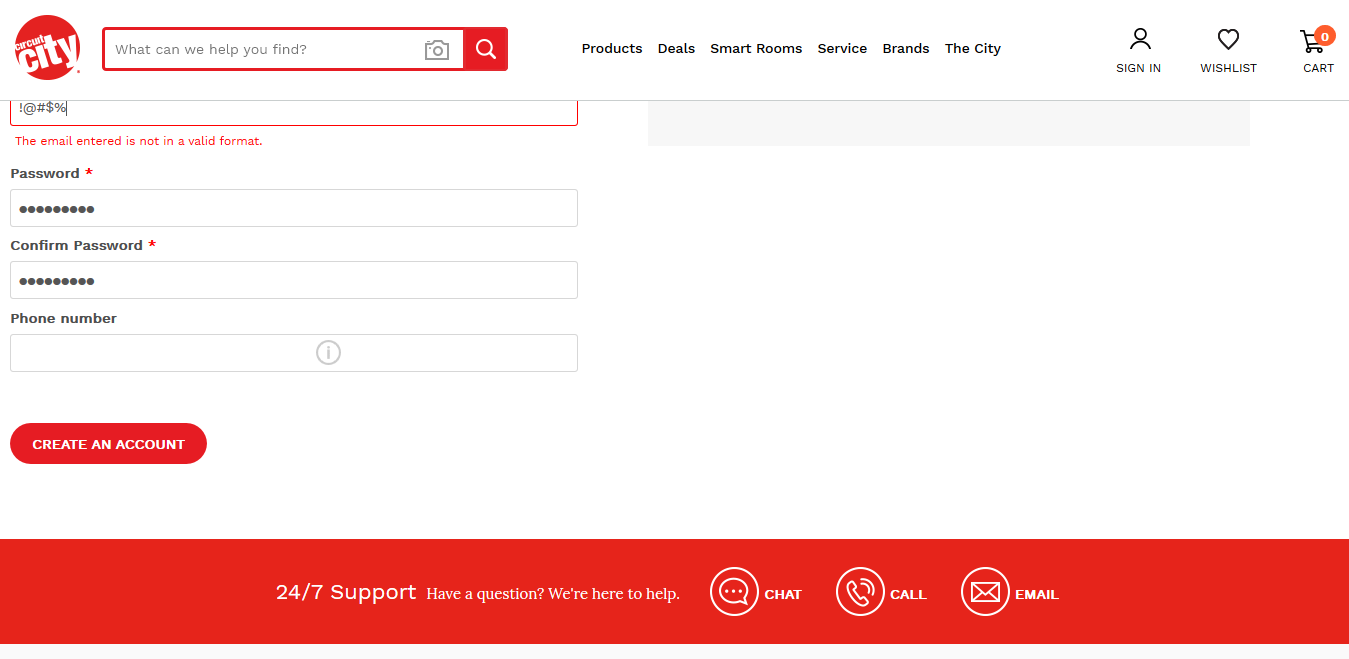 circuit
city
What can we help you find?
Products Deals Smart Rooms Service Brands The City
SIGN IN WISHLIST 0 CART
!@#$%
The email entered is not in a valid format.
Password *
●●●●●●●●●
Confirm Password *
●●●●●●●●●
Phone number
CREATE AN ACCOUNT
24/7 Support Have a question? We're here to help. CHAT CALL EMAIL